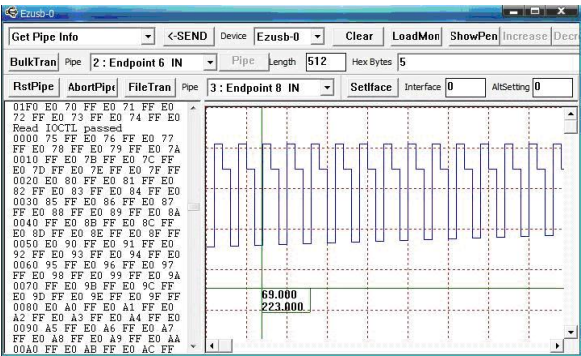 Ezusb-0
Get Pipe Info <-SEND Device Ezusb-0 Clear LoadMon ShowPen Increase Decr
BulkTran Pipe 2 : Endpoint 6 IN Pipe Length 512 Hex Bytes 5
RstPipe AbortPip FileTran Pipe 3 : Endpoint 8 IN SetIface Interface 0 AltSetting 0
01F0 E0 70 FF E0 71 FF E0
72 FF E0 73 FF E0 74 FF E0
Read IOCTL passed
0000 75 FF E0 76 FF E0 77
FF E0 78 FF E0 79 FF E0 7A
0010 FF E0 7B FF E0 7C FF
E0 7D FF E0 7E FF E0 7F FF
0020 E0 80 FF E0 81 FF E0
82 FF E0 83 FF E0 84 FF E0
0030 85 FF E0 86 FF E0 87
FF E0 88 FF E0 89 FF E0 8A
0040 FF E0 8B FF E0 8C FF
E0 8D FF E0 8E FF E0 8F FF
0050 E0 90 FF E0 91 FF E0
92 FF E0 93 FF E0 94 FF E0
0060 95 FF E0 96 FF E0 97
FF E0 98 FF E0 99 FF E0 9A
0070 FF E0 9B FF E0 9C FF
E0 9D FF E0 9E FF E0 9F FF
0080 E0 A0 FF E0 A1 FF E0
A2 FF E0 A3 FF E0 A4 FF E0
0090 A5 FF E0 A6 FF E0 A7
FF E0 A8 FF E0 A9 FF E0 AA
00A0 FF E0 AB FF E0 AC FF
69.000
223.000